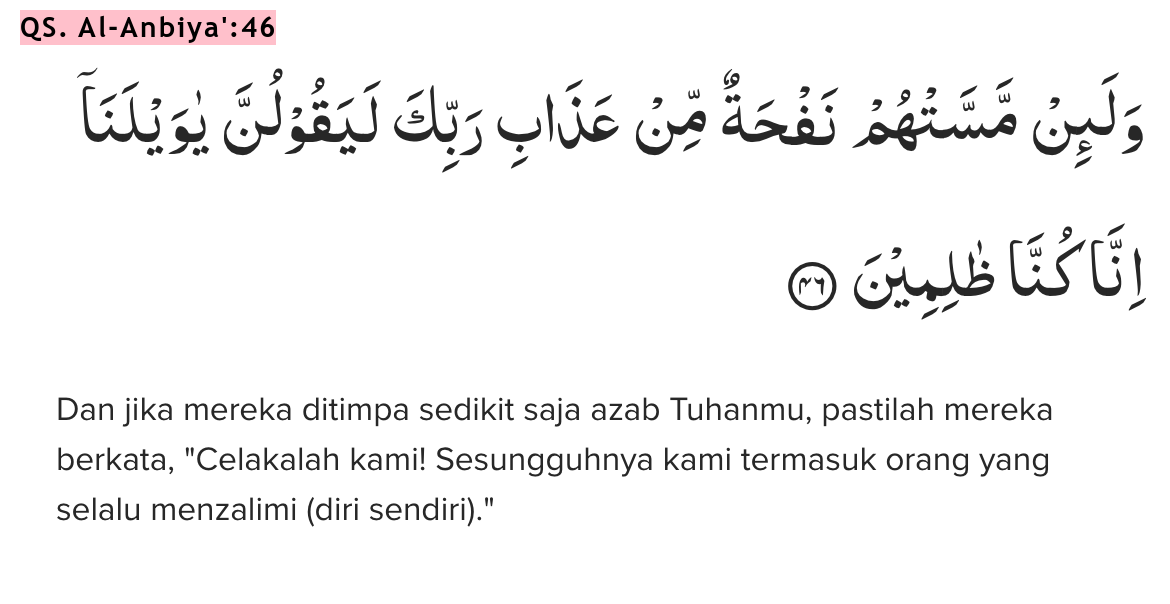 QS. Al-Anbiya':46
وَلَىِٕنْ مَّسَّتْهُمْ نَفْحَةٌ مِّنْ عَذَابِ رَبِّكَ لَيَقُوْلُنَّ يٰوَيْلَنَآ
اِنَّا كُنَّا ظٰلِمِيْنَ ۝٤٦
Dan jika mereka ditimpa sedikit saja azab Tuhanmu, pastilah mereka
berkata, "Celakalah kami! Sesungguhnya kami termasuk orang yang
selalu menzalimi (diri sendiri)."